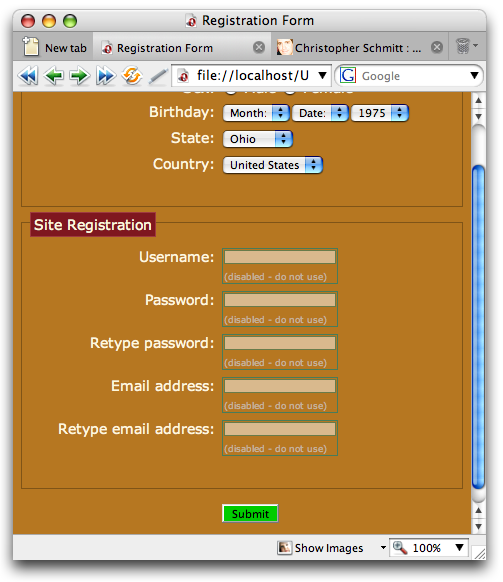 Registration Form
New tab
Registration Form
Christopher Schmitt : .
file://localhost/U
Google
Birthday: Month: Date: 1975
State: Ohio
Country: United States
Site Registration
Username:
(disabled - do not use)
Password:
(disabled - do not use)
Retype password:
(disabled - do not use)
Email address:
(disabled - do not use)
Retype email address:
(disabled - do not use)
Submit
Show Images
100%